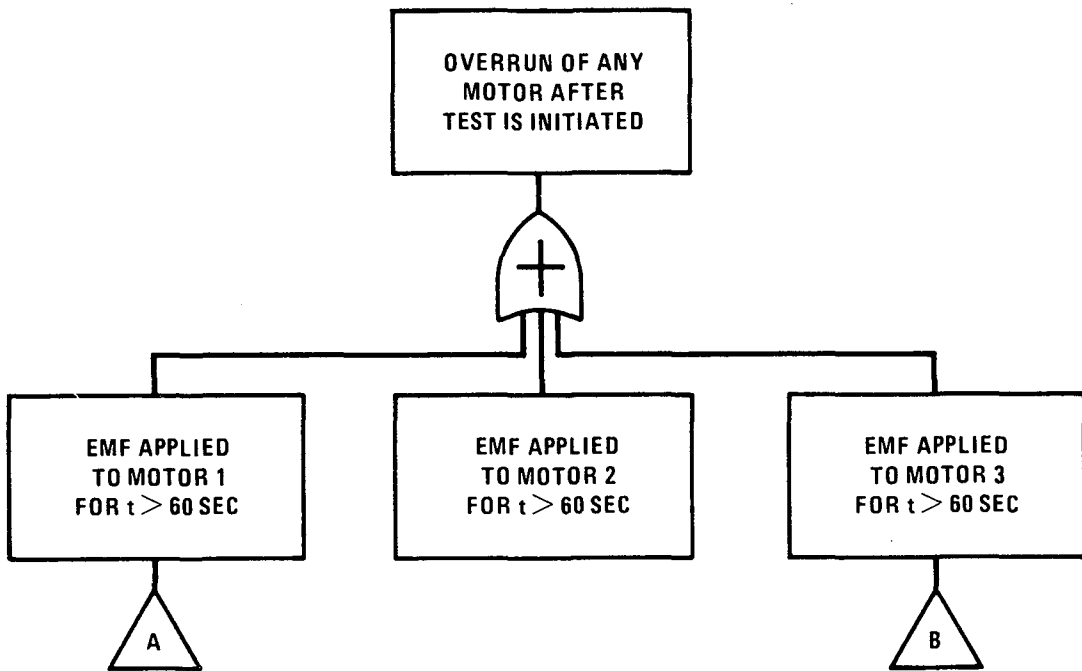 OVERRUN OF ANY
MOTOR AFTER
TEST IS INITIATED
EMF APPLIED
TO MOTOR 1
FOR t > 60 SEC
EMF APPLIED
TO MOTOR 2
FOR t > 60 SEC
EMF APPLIED
TO MOTOR 3
FOR t > 60 SEC
A
B